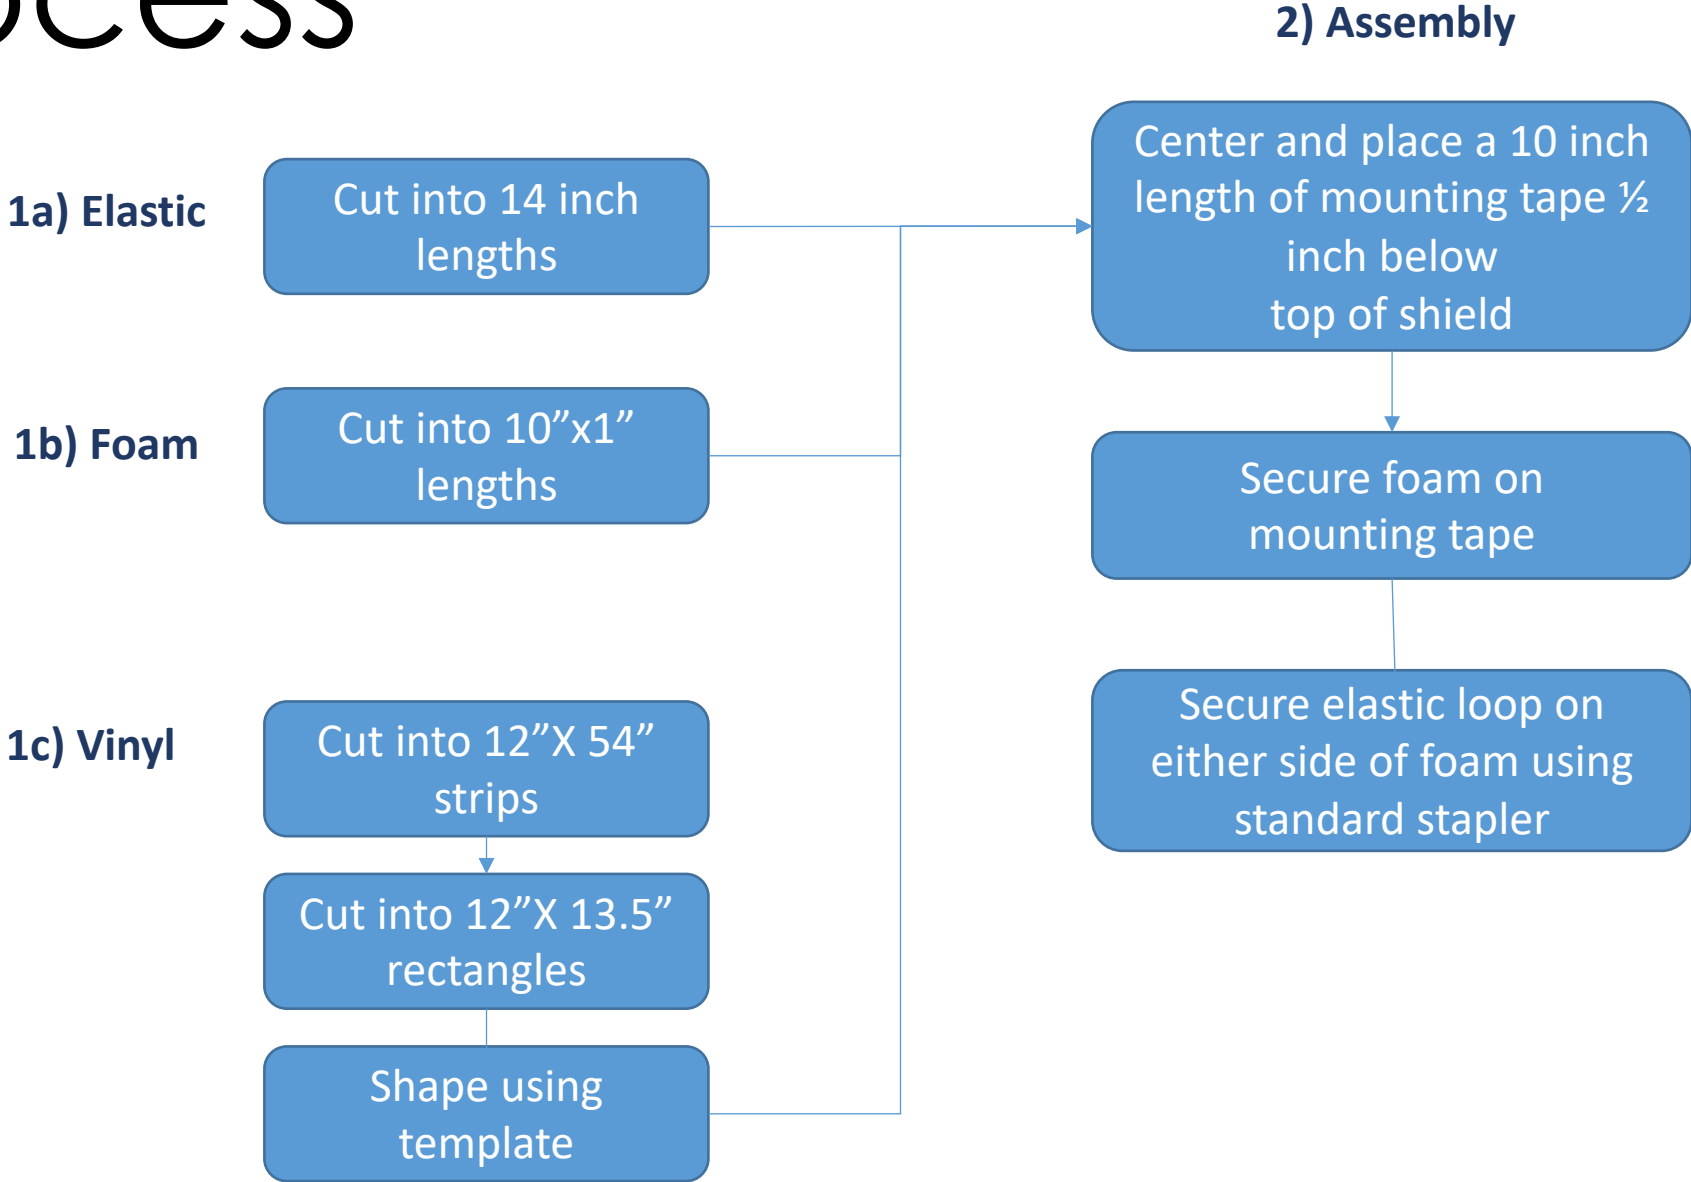 ocess
2) Assembly
1a) Elastic
Cut into 14 inch
lengths
1b) Foam
Cut into 10”x1”
lengths
1c) Vinyl
Cut into 12”X 54”
strips
Cut into 12”X 13.5”
rectangles
Shape using
template
Center and place a 10 inch
length of mounting tape ½
inch below
top of shield
Secure foam on
mounting tape
Secure elastic loop on
either side of foam using
standard stapler